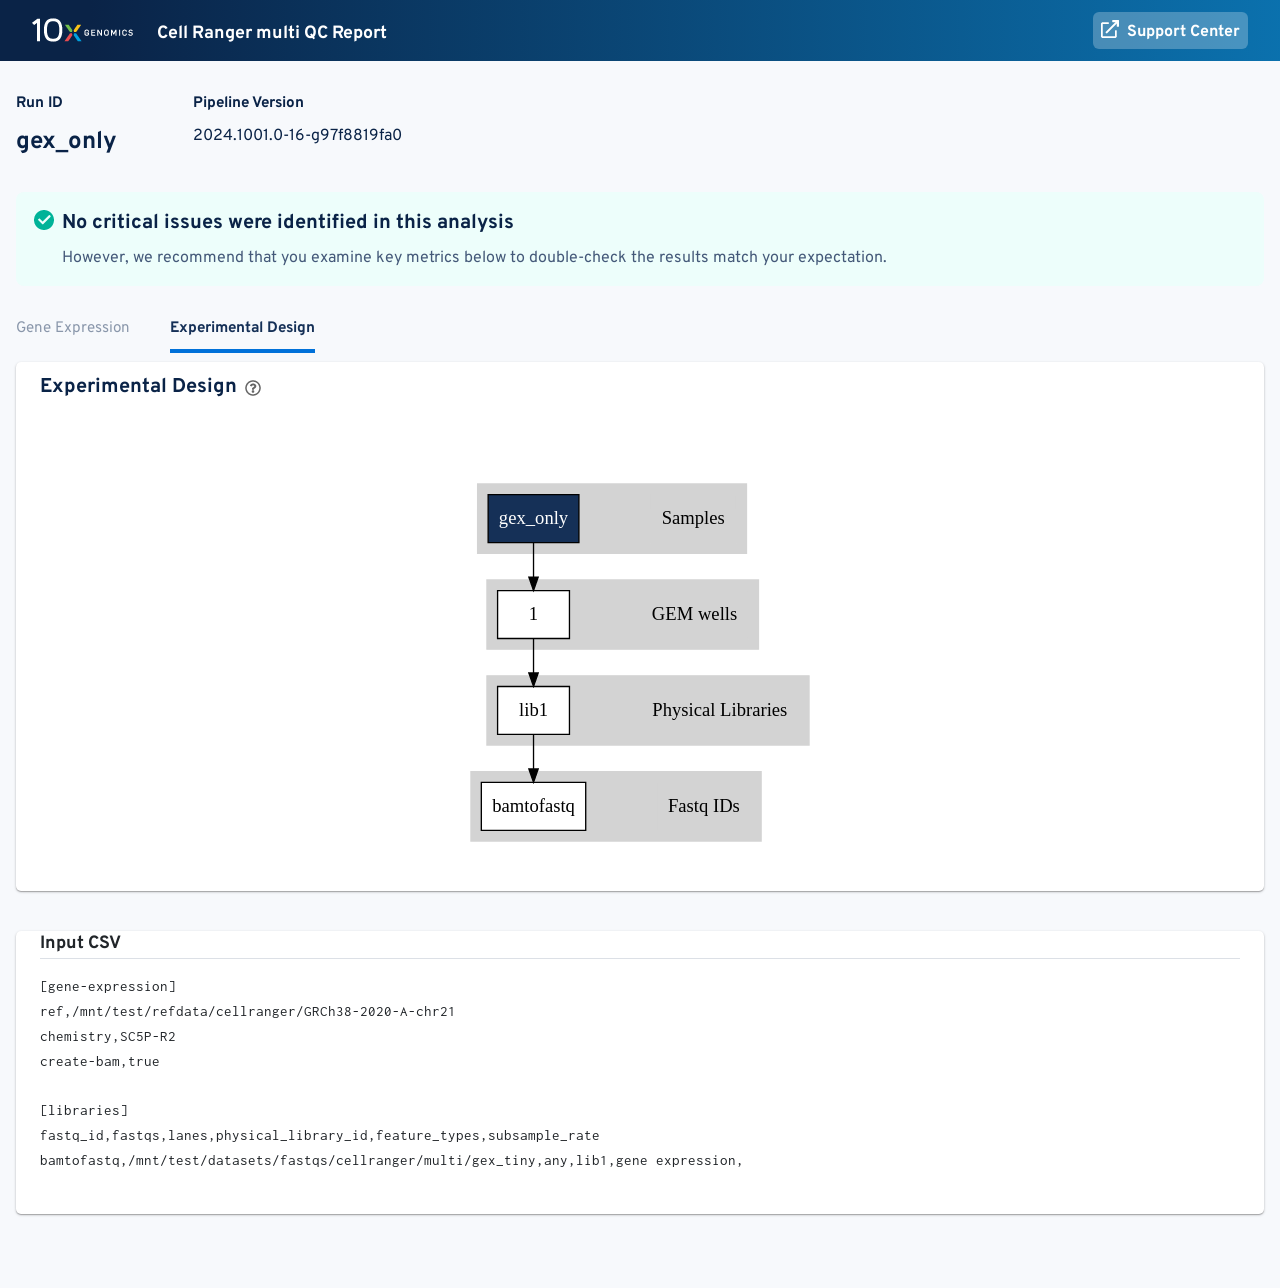 10x GENOMICS Cell Ranger multi QC Report Support Center
Run ID Pipeline Version
gex_only 2024.1001.0-16-g97f8819fa0
No critical issues were identified in this analysis
However, we recommend that you examine key metrics below to double-check the results match your expectation.
Gene Expression Experimental Design
Experimental Design ?
gex_only Samples
1 GEM wells
lib1 Physical Libraries
bamtofastq Fastq IDs
Input CSV
[gene-expression]
ref,/mnt/test/refdata/cellranger/GRCh38-2020-A-chr21
chemistry,SC5P-R2
create-bam,true
[libraries]
fastq_id,fastqs,lanes,physical_library_id,feature_types,subsample_rate
bamtofastq,/mnt/test/datasets/fastqs/cellranger/multi/gex_tiny,any,lib1,gene expression,